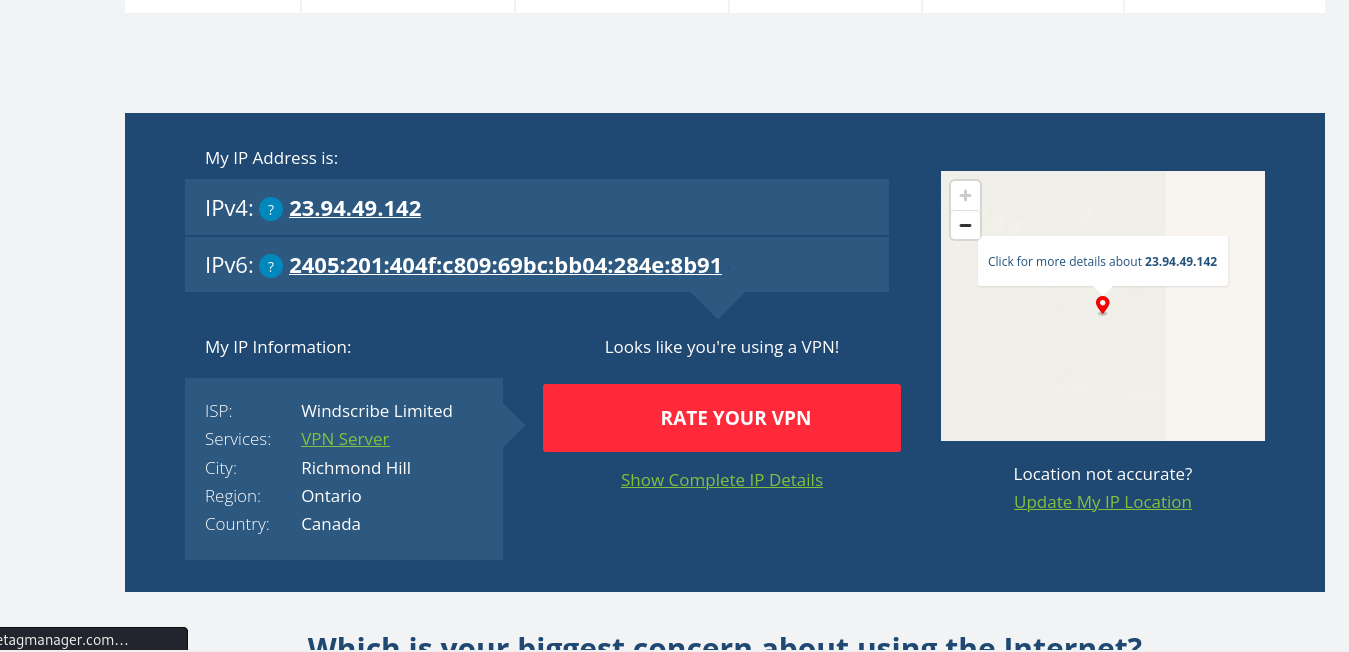 My IP Address is:
IPv4: ? 23.94.49.142
IPv6: ? 2405:201:404f:c809:69bc:bb04:284e:8b91
+
−
Click for more details about 23.94.49.142
My IP Information:
Looks like you're using a VPN!
ISP: Windscribe Limited
Services: VPN Server
City: Richmond Hill
Region: Ontario
Country: Canada
RATE YOUR VPN
Show Complete IP Details
Location not accurate?
Update My IP Location
etagmanager.com...
Which is your biggest concern about using the Internet?